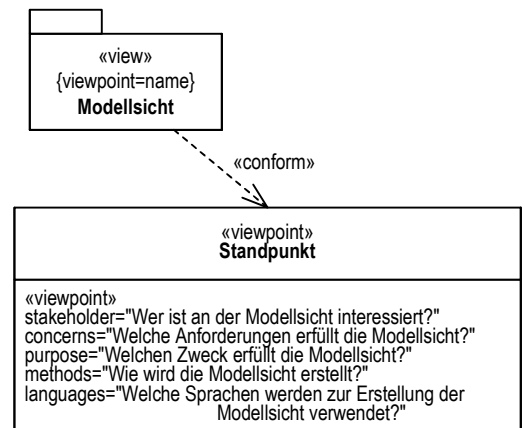 «view»
{viewpoint=name}
Modellsicht
«conform»
«viewpoint»
Standpunkt
«viewpoint»
stakeholder="Wer ist an der Modellsicht interessiert?"
concerns="Welche Anforderungen erfüllt die Modellsicht?"
purpose="Welchen Zweck erfüllt die Modellsicht?"
methods="Wie wird die Modellsicht erstellt?"
languages="Welche Sprachen werden zur Erstellung der
Modellsicht verwendet?"